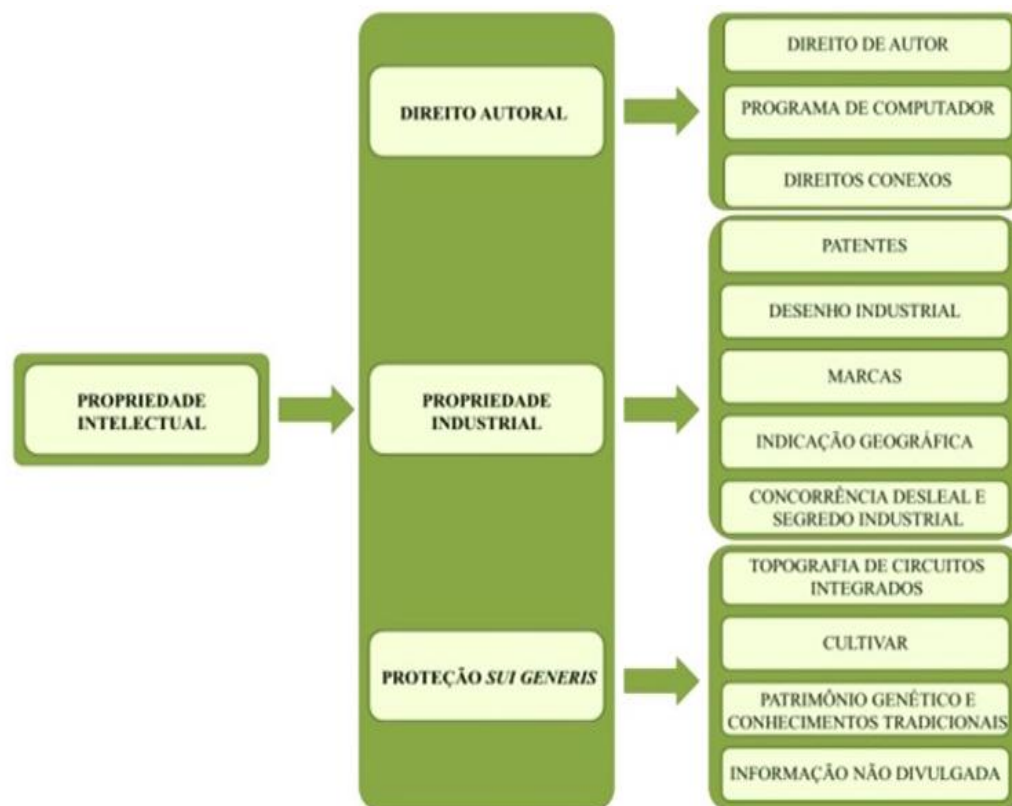 PROPRIEDADE
INTELECTUAL
DIREITO AUTORAL
DIREITO DE AUTOR
PROGRAMA DE COMPUTADOR
DIREITOS CONEXOS
PROPRIEDADE
INDUSTRIAL
PATENTES
DESENHO INDUSTRIAL
MARCAS
INDICAÇÃO GEOGRÁFICA
CONCORRÊNCIA DESLEAL E
SEGREDO INDUSTRIAL
PROTEÇÃO SUI GENERIS
TOPOGRAFIA DE CIRCUITOS
INTEGRADOS
CULTIVAR
PATRIMÔNIO GENÉTICO E
CONHECIMENTOS TRADICIONAIS
INFORMAÇÃO NÃO DIVULGADA